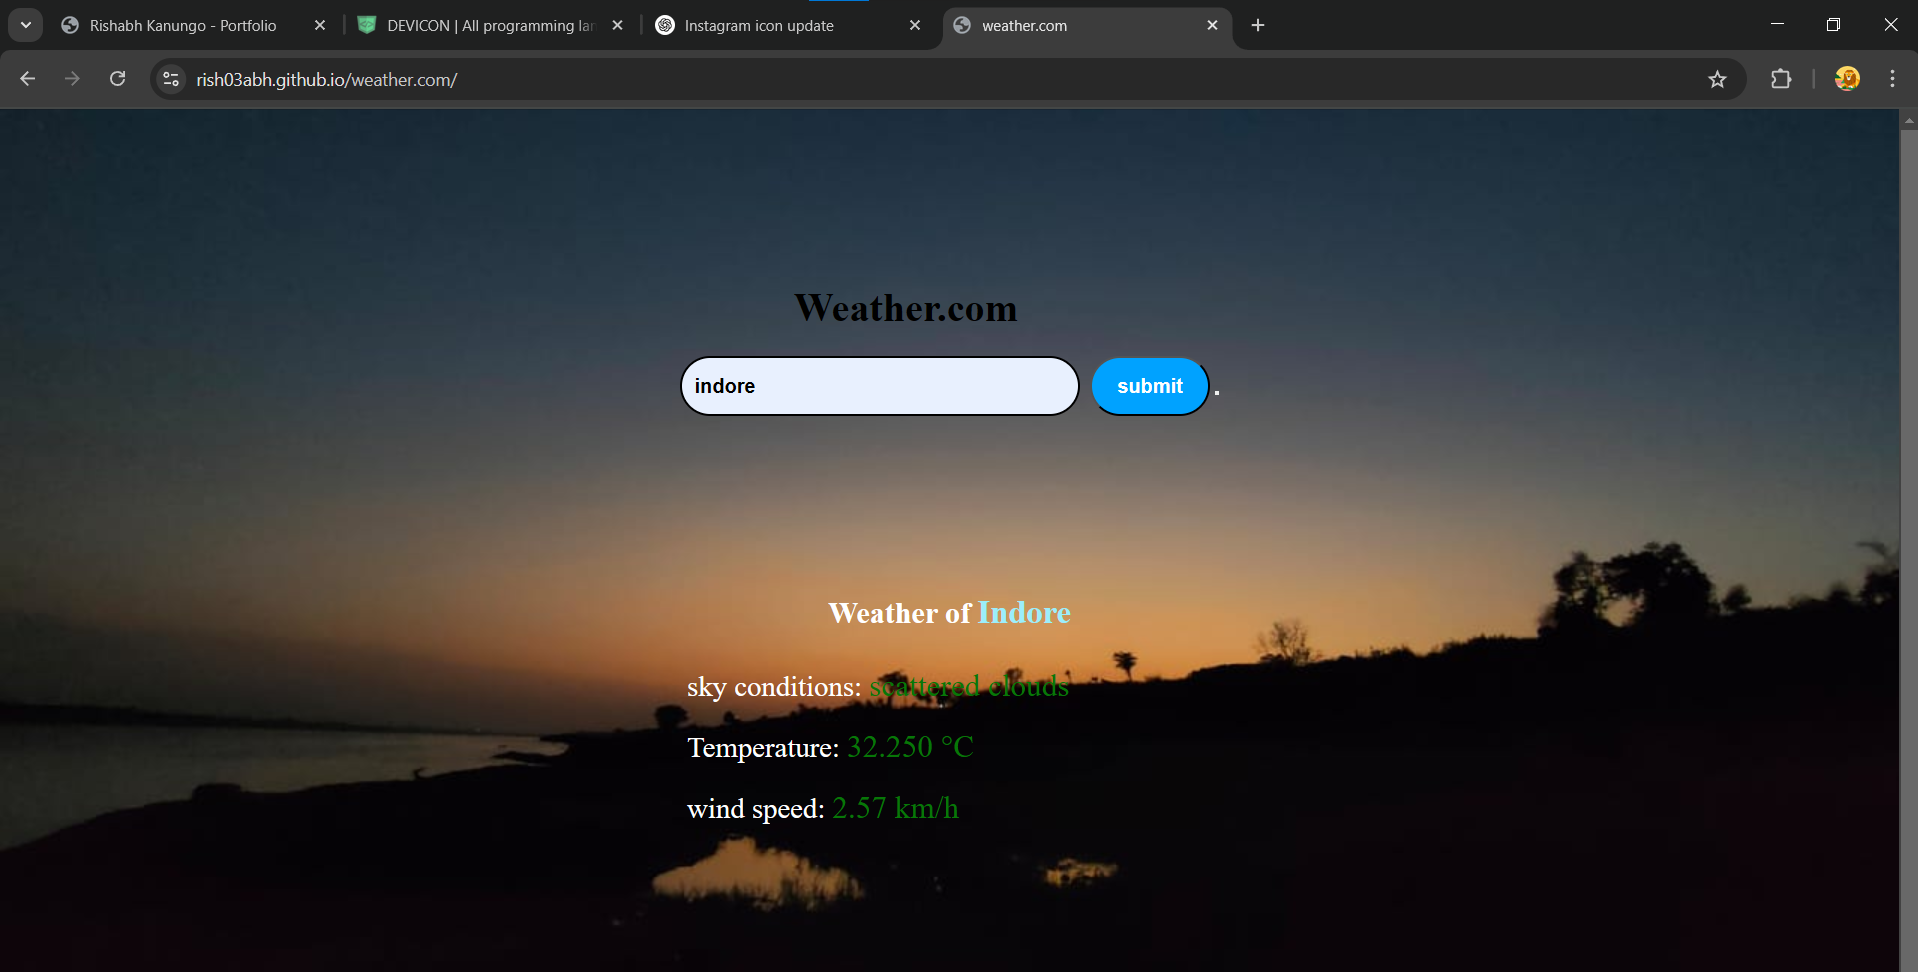 Rishabh Kanungo - Portfolio
DEVICON | All programming lan
Instagram icon update
weather.com
rish03abh.github.io/weather.com/
Weather.com
indore
submit .
Weather of Indore
sky conditions: scattered clouds
Temperature: 32.250 °C
wind speed: 2.57 km/h